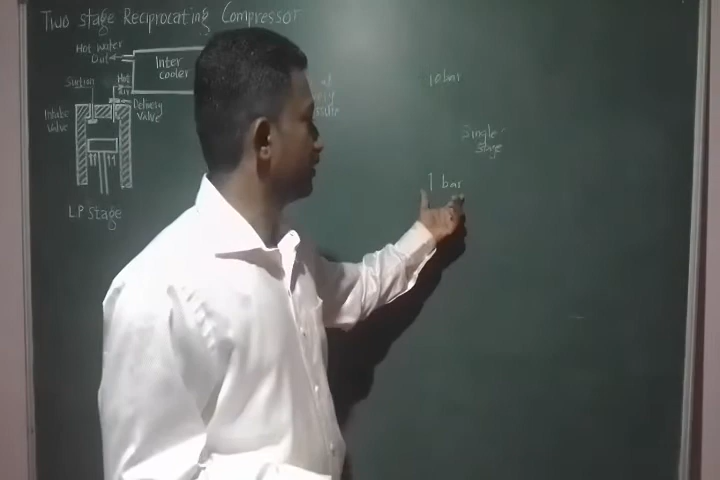 Two stage Reciprocating Compressor
Hot water
Out
Inter
cooler
Suction
Hot
Air
Delivery
Valve
Intake
Valve
LP Stage
at
10 bar
Single
stage
1 bar